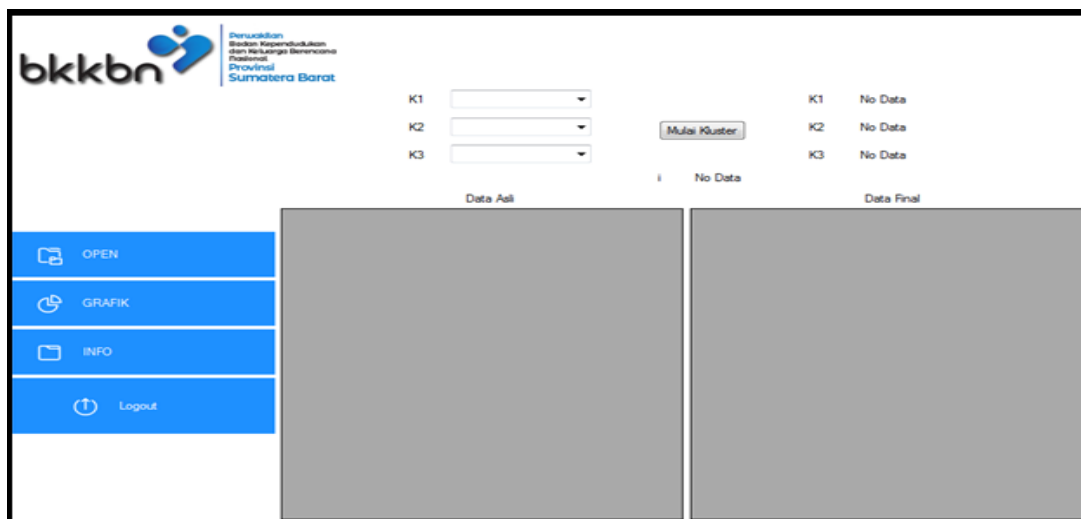 bkkbn
Perwakilan
Badan Kependudukan
dan Keluarga Berencana
Nasional
Provinsi
Sumatera Barat
K1 K1 No Data
K2 Mulai Kluster K2 No Data
K3 K3 No Data
i No Data
Data Asli Data Final
OPEN
GRAFIK
INFO
Logout